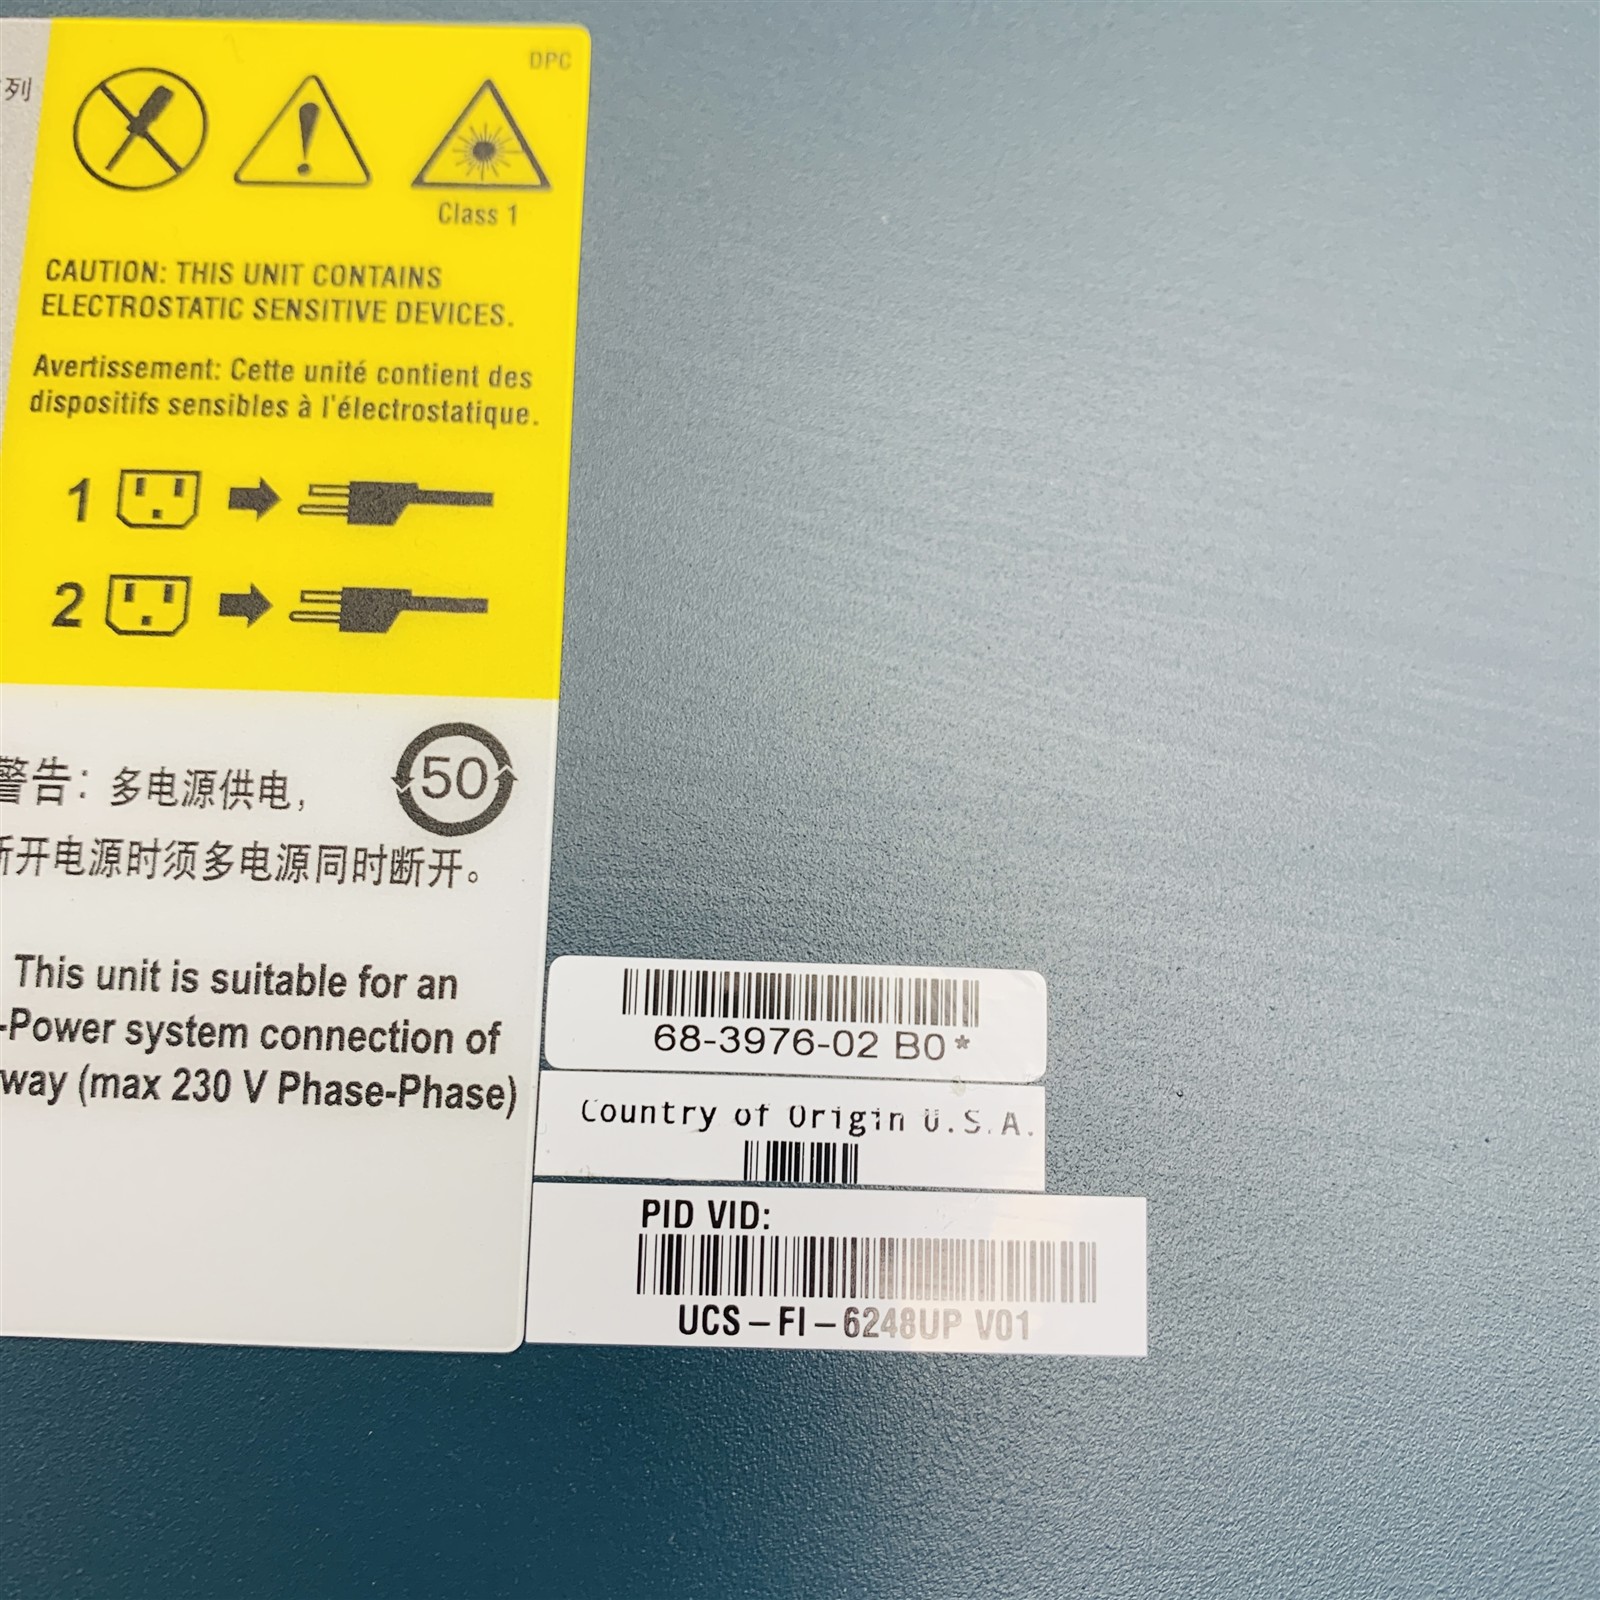 列
DPC
Class 1
CAUTION: THIS UNIT CONTAINS
ELECTROSTATIC SENSITIVE DEVICES.
Avertissement: Cette unité contient des
dispositifs sensibles à l'électrostatique.
1
2
警告：多电源供电，
50
断开电源时须多电源同时断开。
This unit is suitable for an
-Power system connection of
way (max 230 V Phase-Phase)
68-3976-02 B0*
Country of Origin U.S.A.
PID VID:
UCS-FI-6248UP V01